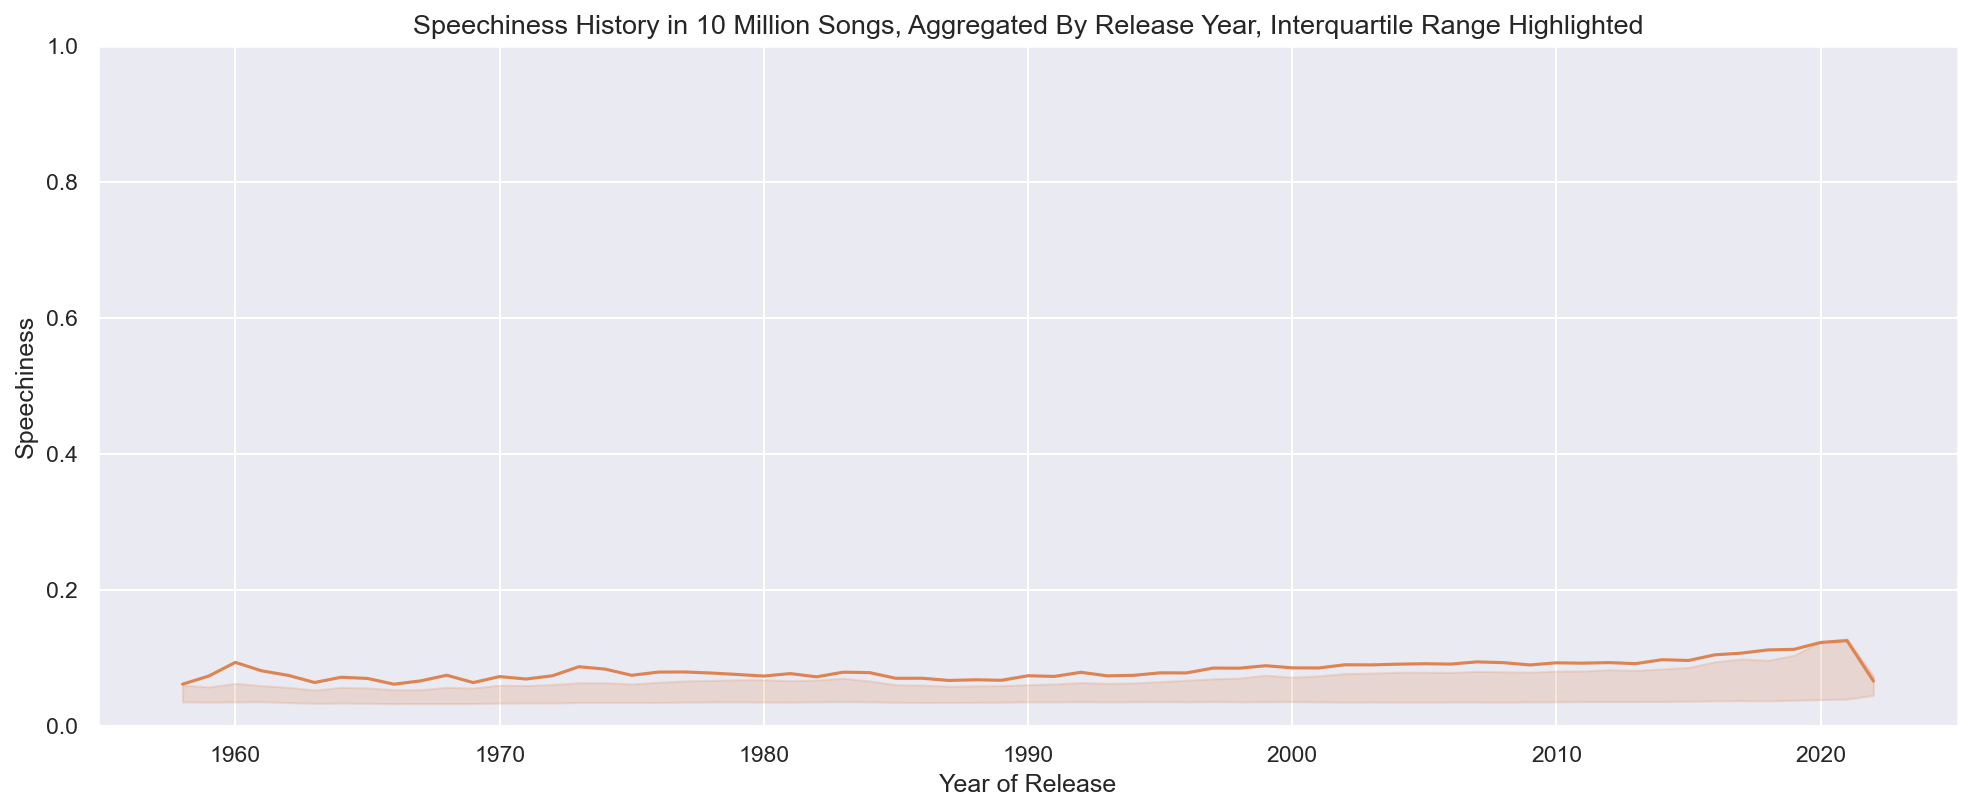 Speechiness History in 10 Million Songs, Aggregated By Release Year, Interquartile Range Highlighted
1.0
0.8
0.6
0.4
0.2
0.0
Speechiness
1960 1970 1980 1990 2000 2010 2020
Year of Release